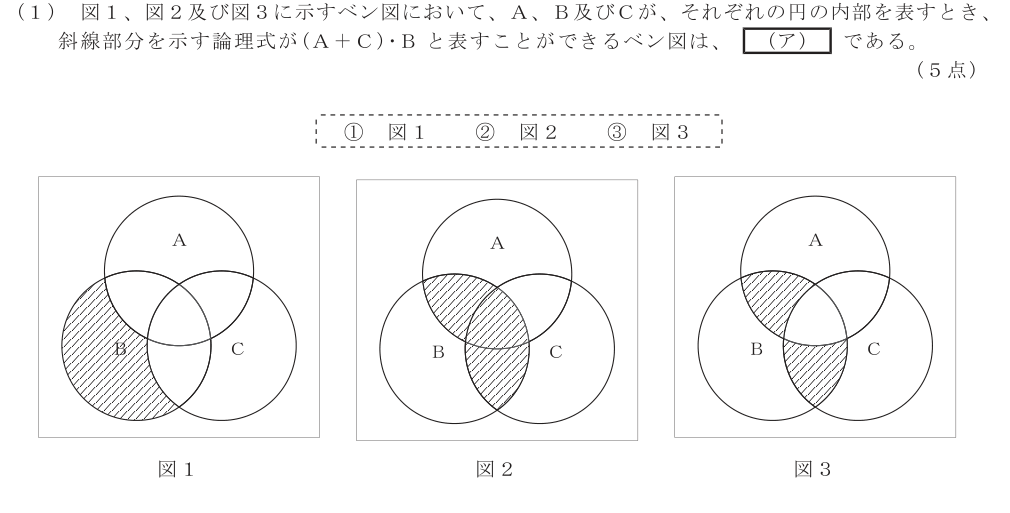 （１）　図１、図２及び図３に示すベン図において、Ａ、Ｂ及びＣが、それぞれの円の内部を表すとき、
斜線部分を示す論理式が（Ａ＋Ｃ）・Ｂ と表すことができるベン図は、 （ア） である。
（５点）
①　図１　　②　図２　　③　図３
A A A
B C B C B C
図１ 図２ 図３